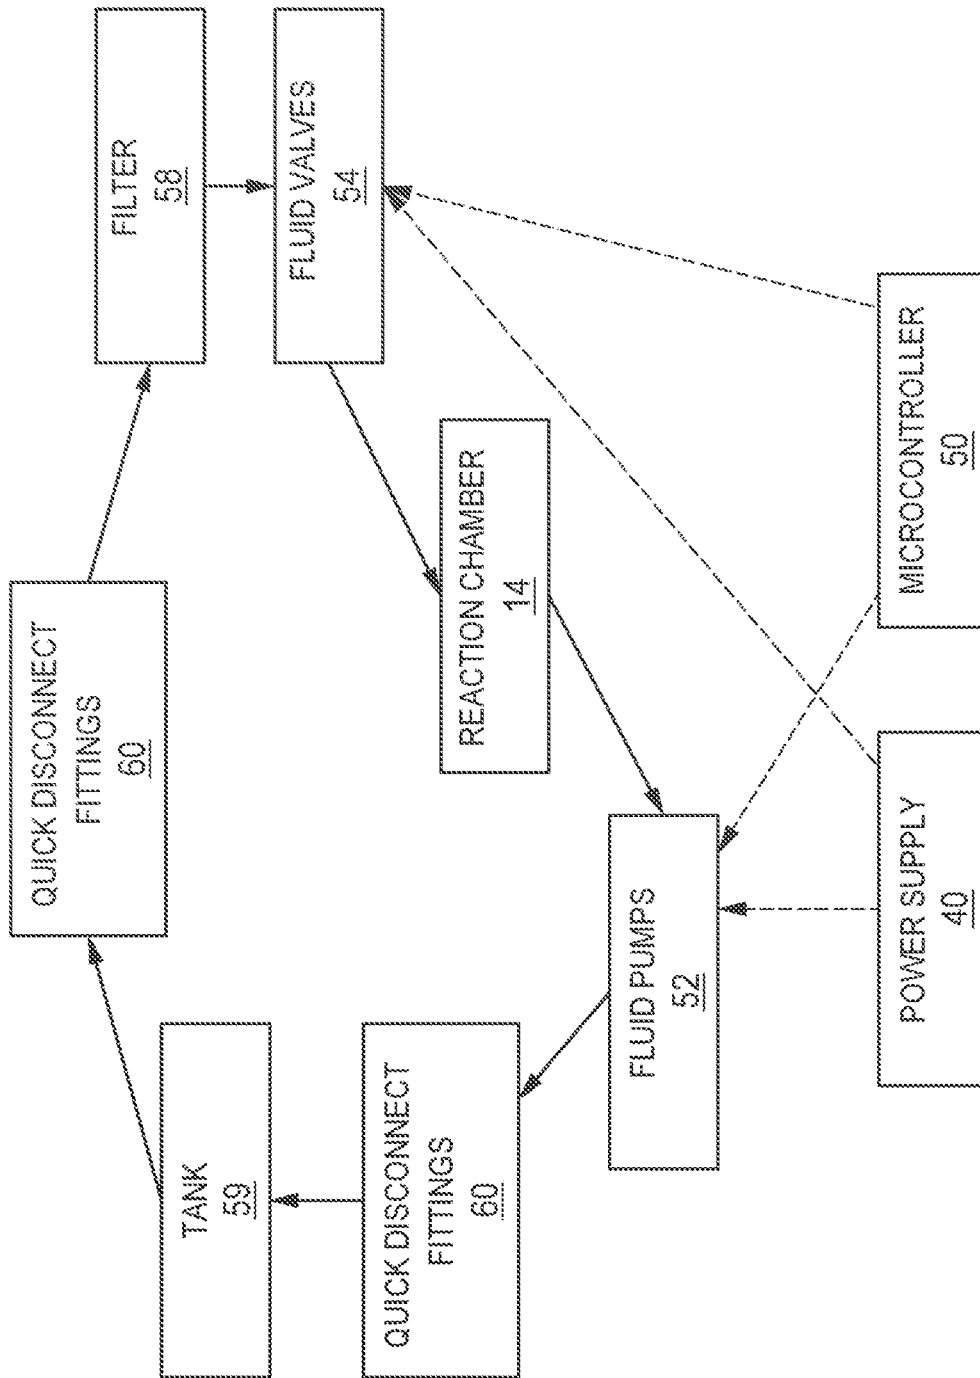 TANK
59
QUICK DISCONNECT
FITTINGS
60
FILTER
58
QUICK DISCONNECT
FITTINGS
60
FLUID VALVES
54
REACTION CHAMBER
14
FLUID PUMPS
52
POWER SUPPLY
40
MICROCONTROLLER
50